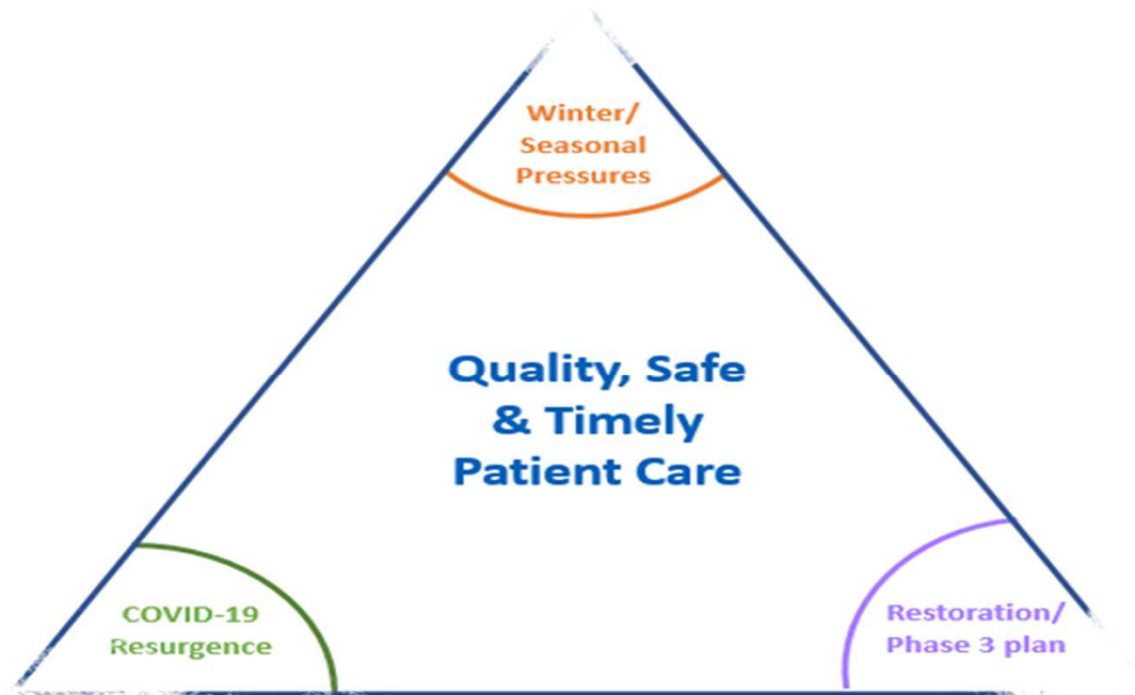 Winter/
Seasonal
Pressures
Quality, Safe
& Timely
Patient Care
COVID-19
Resurgence
Restoration/
Phase 3 plan